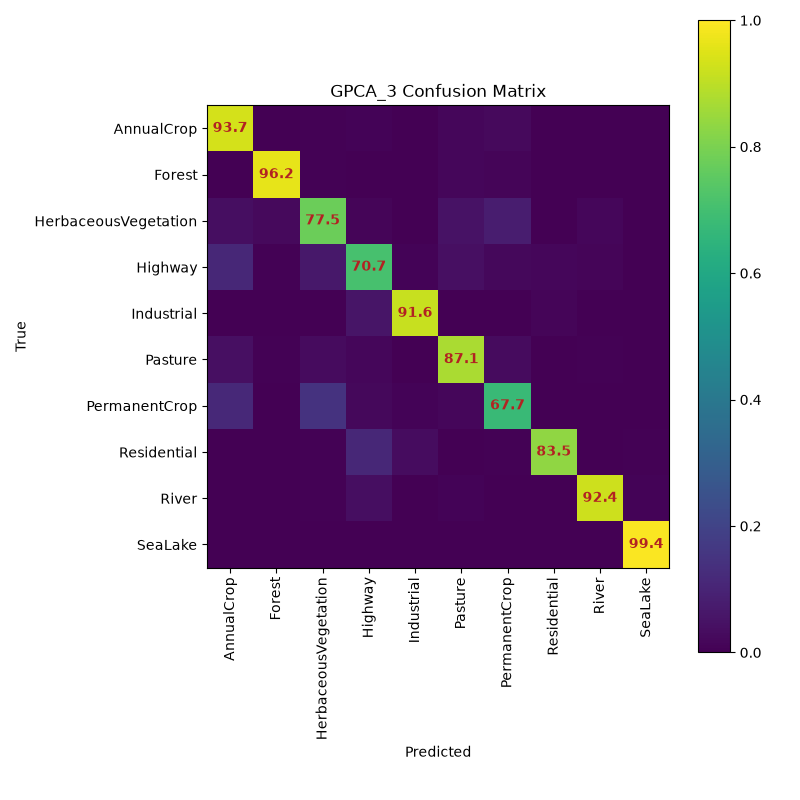 GPCA_3 Confusion Matrix
1.0
0.8
0.6
0.4
0.2
0.0
True
AnnualCrop
Forest
HerbaceousVegetation
Highway
Industrial
Pasture
PermanentCrop
Residential
River
SeaLake
93.7
96.2
77.5
70.7
91.6
87.1
67.7
83.5
92.4
99.4
AnnualCrop
Forest
HerbaceousVegetation
Highway
Industrial
Pasture
PermanentCrop
Residential
River
SeaLake
Predicted